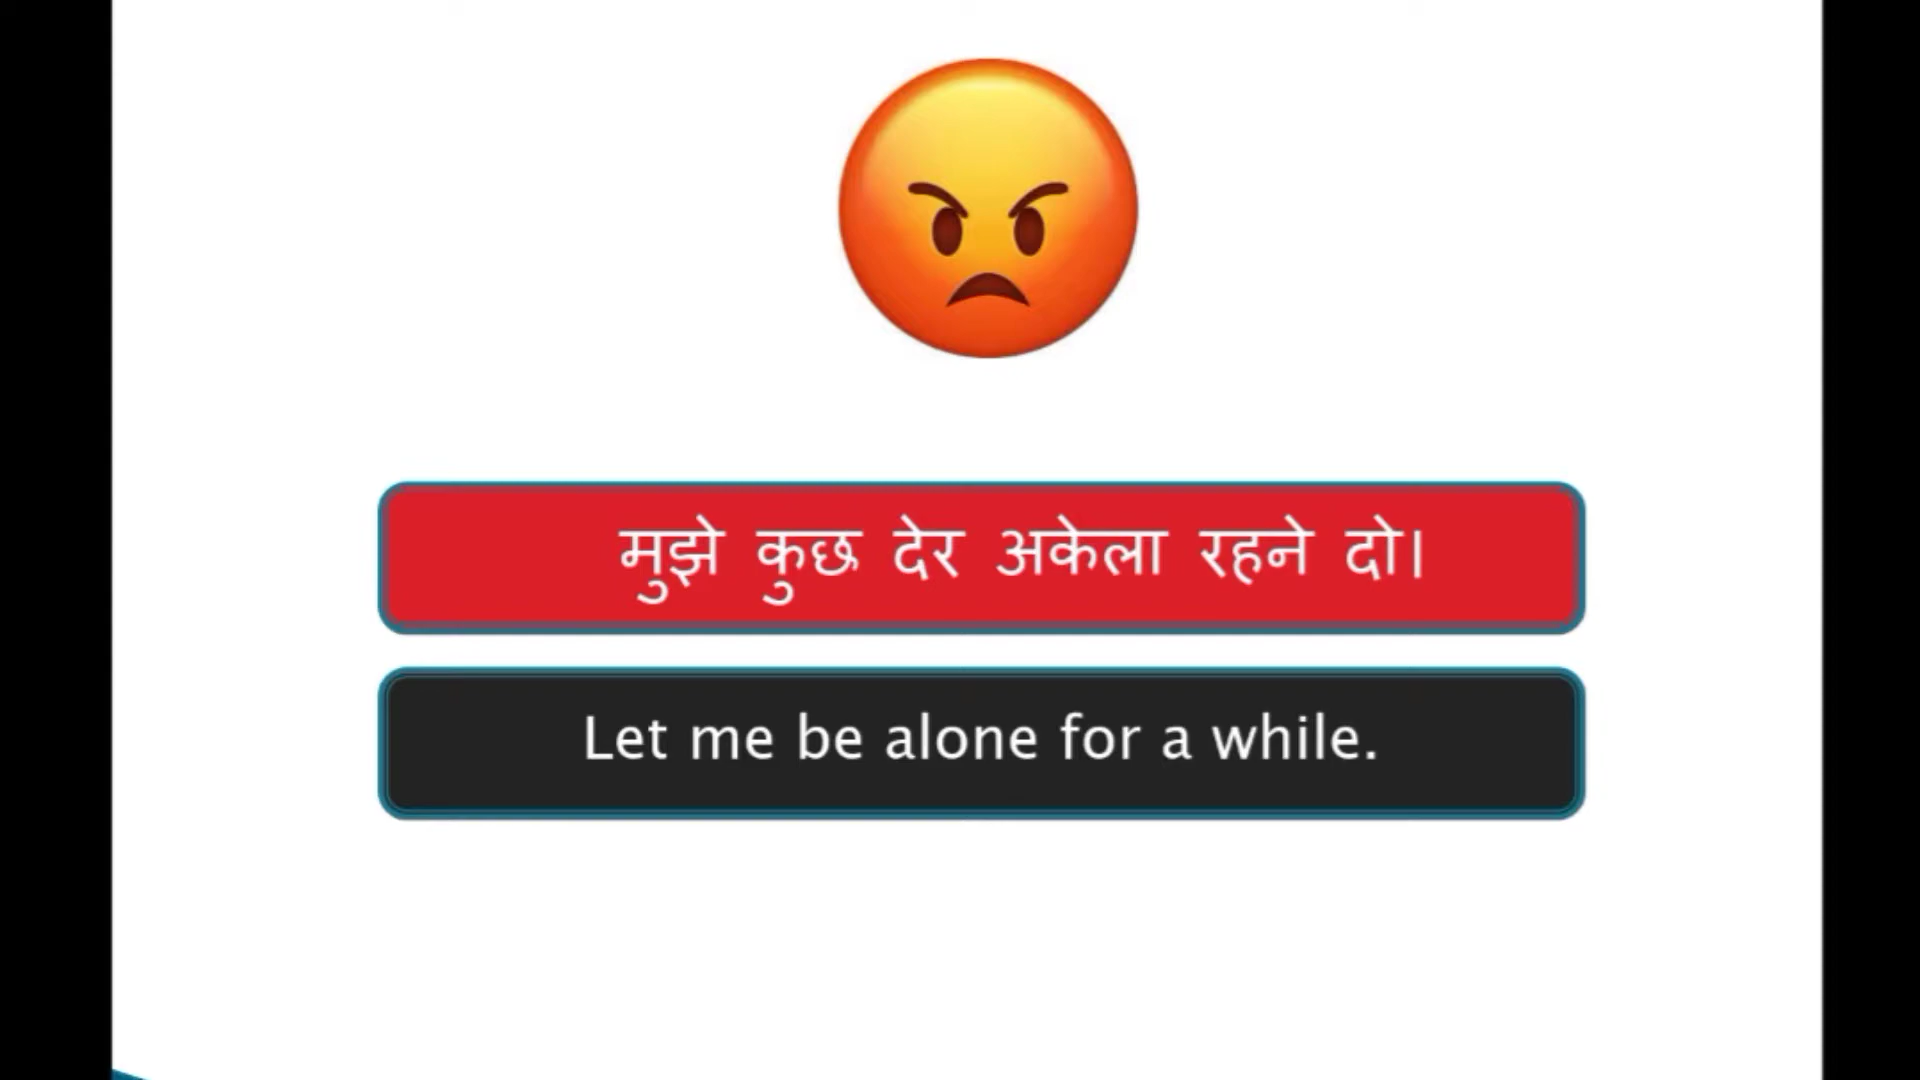 मुझे कुछ देर अकेला रहने दो।
Let me be alone for a while.